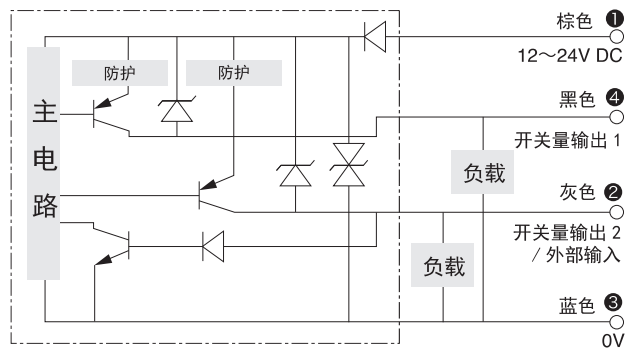 棕色 ❶
12～24V DC
防护
防护
主电路
黑色 ❹
开关量输出 1
负载
灰色 ❷
开关量输出 2
/ 外部输入
负载
蓝色 ❸
0V